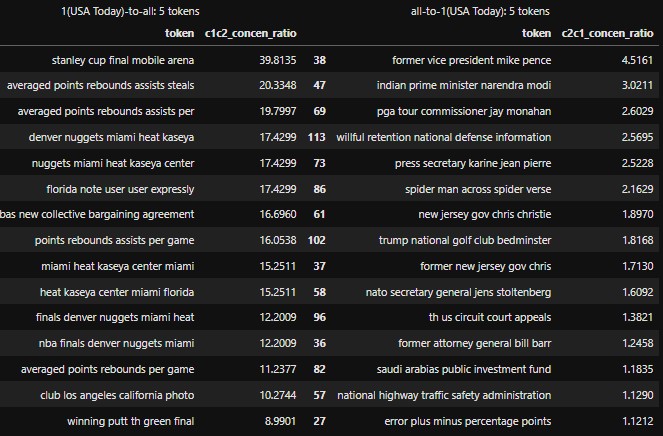 1(USA Today)-to-all: 5 tokens all-to-1(USA Today): 5 tokens
token c1c2_concen_ratio token c2c1_concen_ratio
stanley cup final mobile arena 39.8135 38 former vice president mike pence 4.5161
averaged points rebounds assists steals 20.3348 47 indian prime minister narendra modi 3.0211
averaged points rebounds assists per 19.7997 69 pga tour commissioner jay monahan 2.6029
denver nuggets miami heat kaseya 17.4299 113 willful retention national defense information 2.5695
nuggets miami heat kaseya center 17.4299 73 press secretary karine jean pierre 2.5228
florida note user user expressly 17.4299 86 spider man across spider verse 2.1629
bas new collective bargaining agreement 16.6960 61 new jersey gov chris christie 1.8970
points rebounds assists per game 16.0538 102 trump national golf club bedminster 1.8168
miami heat kaseya center miami 15.2511 37 former new jersey gov chris 1.7130
heat kaseya center miami florida 15.2511 58 nato secretary general jens stoltenberg 1.6092
finals denver nuggets miami heat 12.2009 96 th us circuit court appeals 1.3821
nba finals denver nuggets miami 12.2009 36 former attorney general bill barr 1.2458
averaged points rebounds per game 11.2377 82 saudi arabias public investment fund 1.1835
club los angeles california photo 10.2744 57 national highway traffic safety administration 1.1290
winning putt th green final 8.9901 27 error plus minus percentage points 1.1212